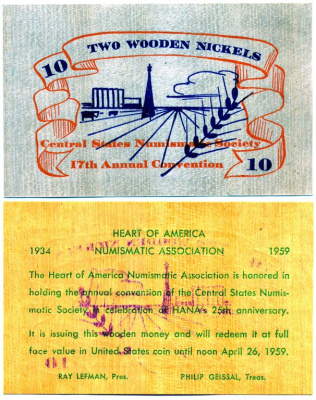 TWO WOODEN NICKELS
10
Central States Numismatic Society
17th Annual Convention
10
HEART OF AMERICA
1934 NUMISMATIC ASSOCIATION 1959
The Heart of America Numismatic Association is honored in
holding the annual convention of the Central States Numis-
matic Society in celebration of HANA's 25th anniversary.
It is issuing this wooden money and will redeem it at full
face value in United States coin until noon April 26, 1959.
RAY LEFMAN, Pres. PHILIP GEISSAL, Treas.